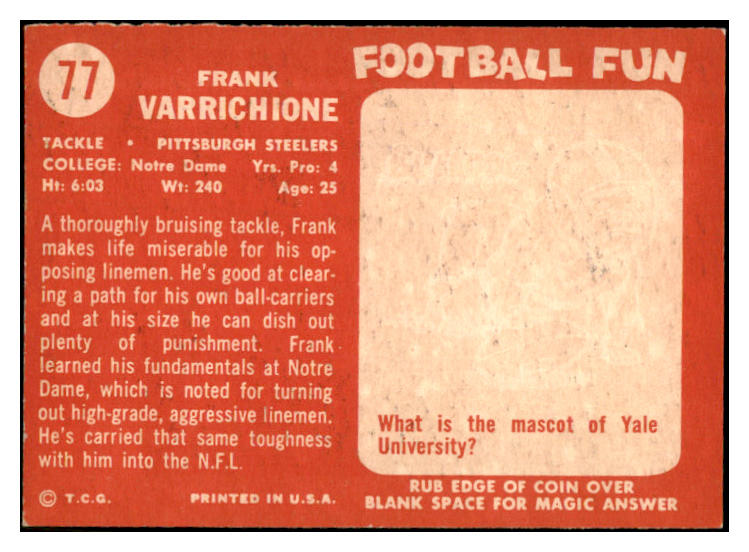 77
FRANK
VARRICHIONE
TACKLE • PITTSBURGH STEELERS
COLLEGE: Notre Dame Yrs. Pro: 4
Ht: 6:03 Wt: 240 Age: 25
A thoroughly bruising tackle, Frank
makes life miserable for his op-
posing linemen. He's good at clear-
ing a path for his own ball-carriers
and at his size he can dish out
plenty of punishment. Frank
learned his fundamentals at Notre
Dame, which is noted for turning
out high-grade, aggressive linemen.
He's carried that same toughness
with him into the N.F.L.
© T.C.G. PRINTED IN U.S.A.
FOOTBALL FUN
What is the mascot of Yale
University?
RUB EDGE OF COIN OVER
BLANK SPACE FOR MAGIC ANSWER